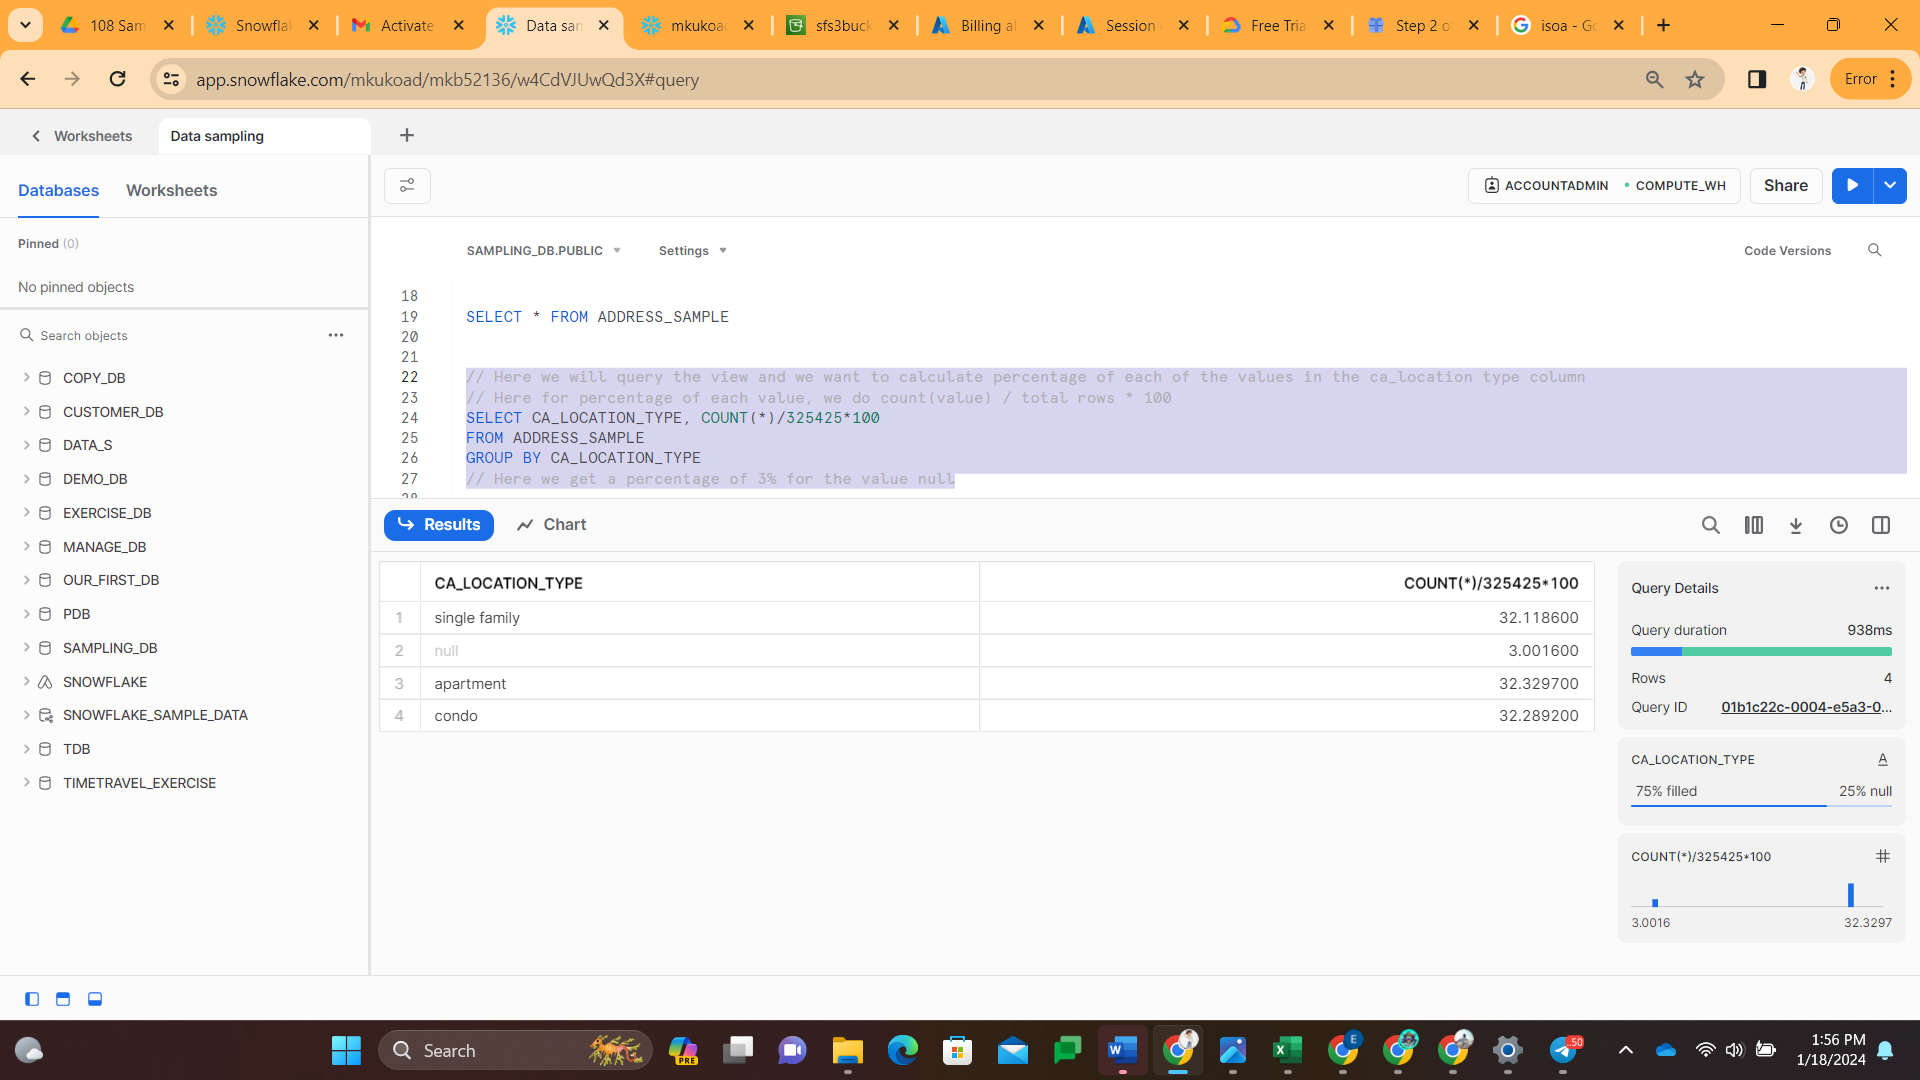 108 Sam
Snowflak
Activate
Data sam
mkukoad
sfs3buck
Billing al
Session
Free Tria
Step 2 o
isoa - Go
app.snowflake.com/mkukoad/mkb52136/w4CdVJUwQd3X#query
Error
Worksheets
Data sampling
Databases
Worksheets
ACCOUNTADMIN
COMPUTE_WH
Share
Pinned (0)
No pinned objects
SAMPLING_DB.PUBLIC
Settings
Code Versions
Search objects
COPY_DB
CUSTOMER_DB
DATA_S
DEMO_DB
EXERCISE_DB
MANAGE_DB
OUR_FIRST_DB
PDB
SAMPLING_DB
SNOWFLAKE
SNOWFLAKE_SAMPLE_DATA
TDB
TIMETRAVEL_EXERCISE
18
19 SELECT * FROM ADDRESS_SAMPLE
20
21
22 // Here we will query the view and we want to calculate percentage of each of the values in the ca_location type column
23 // Here for percentage of each value, we do count(value) / total rows * 100
24 SELECT CA_LOCATION_TYPE, COUNT(*)/325425*100
25 FROM ADDRESS_SAMPLE
26 GROUP BY CA_LOCATION_TYPE
27 // Here we get a percentage of 3% for the value null
28
Results
Chart
CA_LOCATION_TYPE COUNT(*)/325425*100
1 single family 32.118600
2 null 3.001600
3 apartment 32.329700
4 condo 32.289200
Query Details
Query duration 938ms
Rows 4
Query ID 01b1c22c-0004-e5a3-0...
CA_LOCATION_TYPE
75% filled 25% null
COUNT(*)/325425*100
3.0016 32.3297
Search
PRE
E
50
1:56 PM
1/18/2024